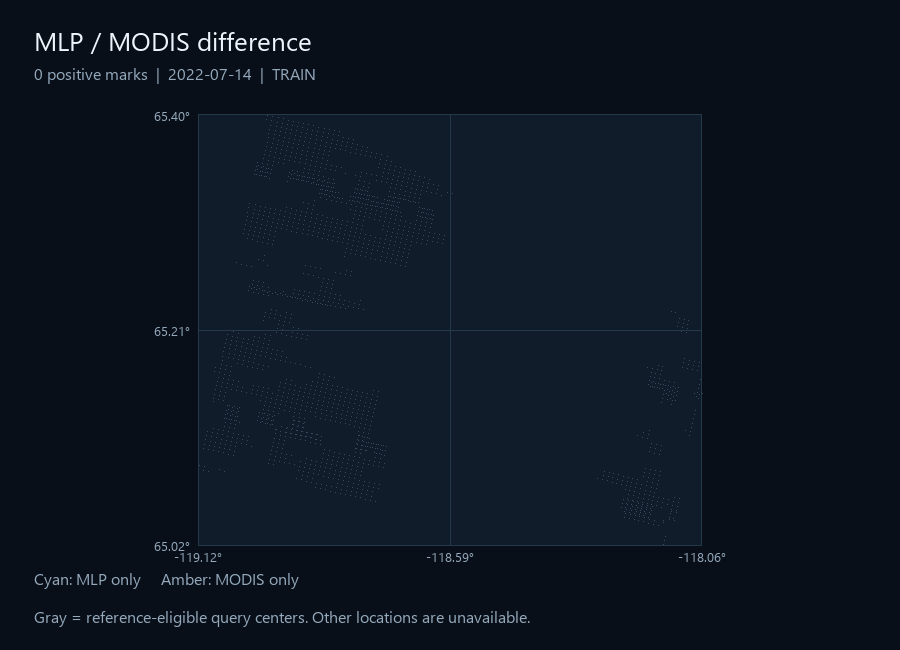 MLP / MODIS difference
0 positive marks | 2022-07-14 | TRAIN
65.40°
65.21°
65.02°
-119.12° -118.59° -118.06°
Cyan: MLP only Amber: MODIS only
Gray = reference-eligible query centers. Other locations are unavailable.